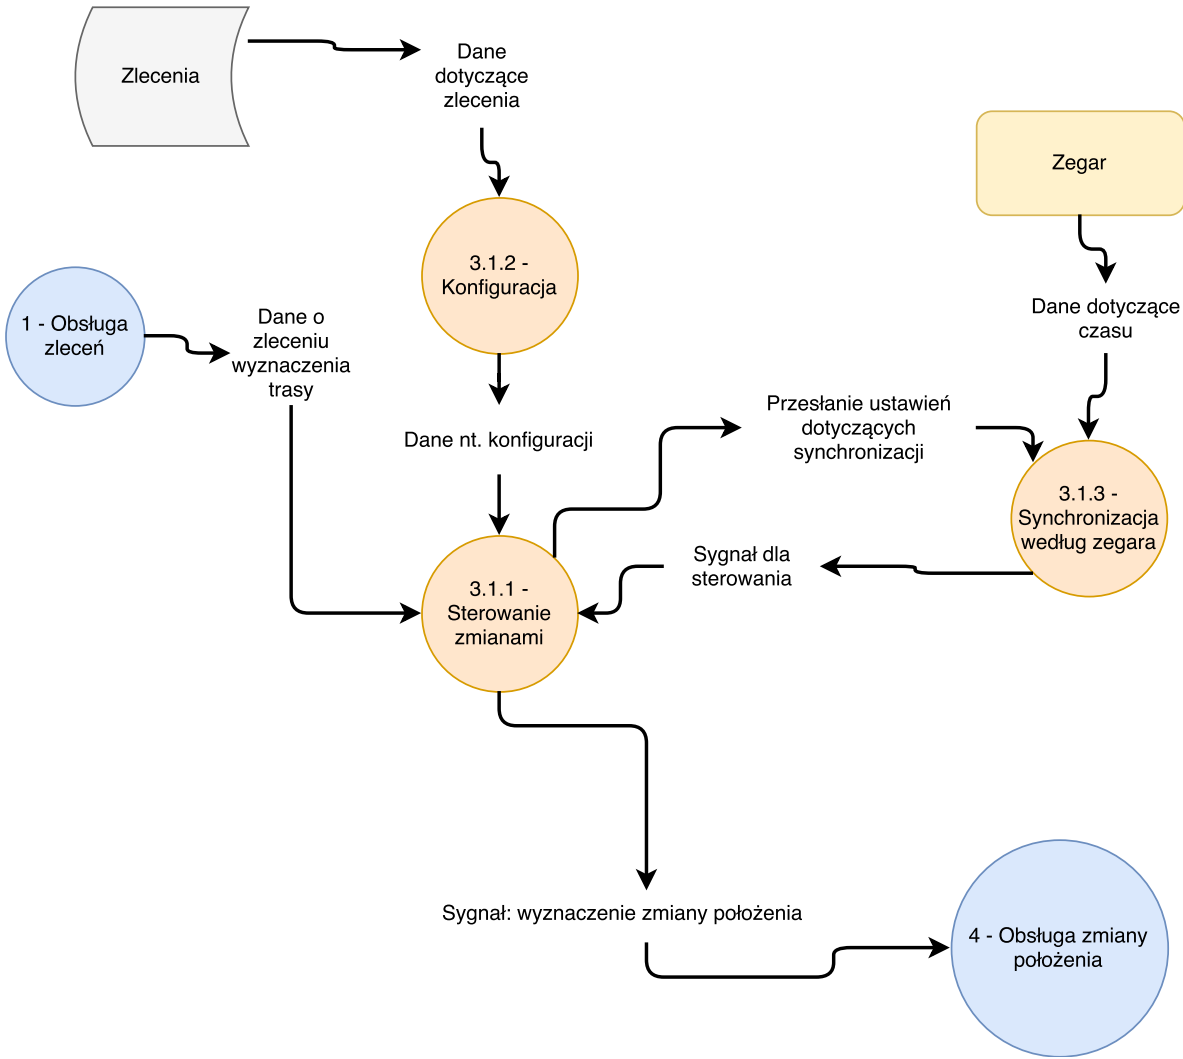 Zlecenia
Dane
dotyczące
zlecenia
Zegar
3.1.2 -
Konfiguracja
1 - Obsługa
zleceń
Dane o
zleceniu
wyznaczenia
trasy
Dane dotyczące
czasu
Dane nt. konfiguracji
Przesłanie ustawień
dotyczących
synchronizacji
3.1.3 -
Synchronizacja
według zegara
Sygnał dla
sterowania
3.1.1 -
Sterowanie
zmianami
Sygnał: wyznaczenie zmiany położenia
4 - Obsługa zmiany
położenia